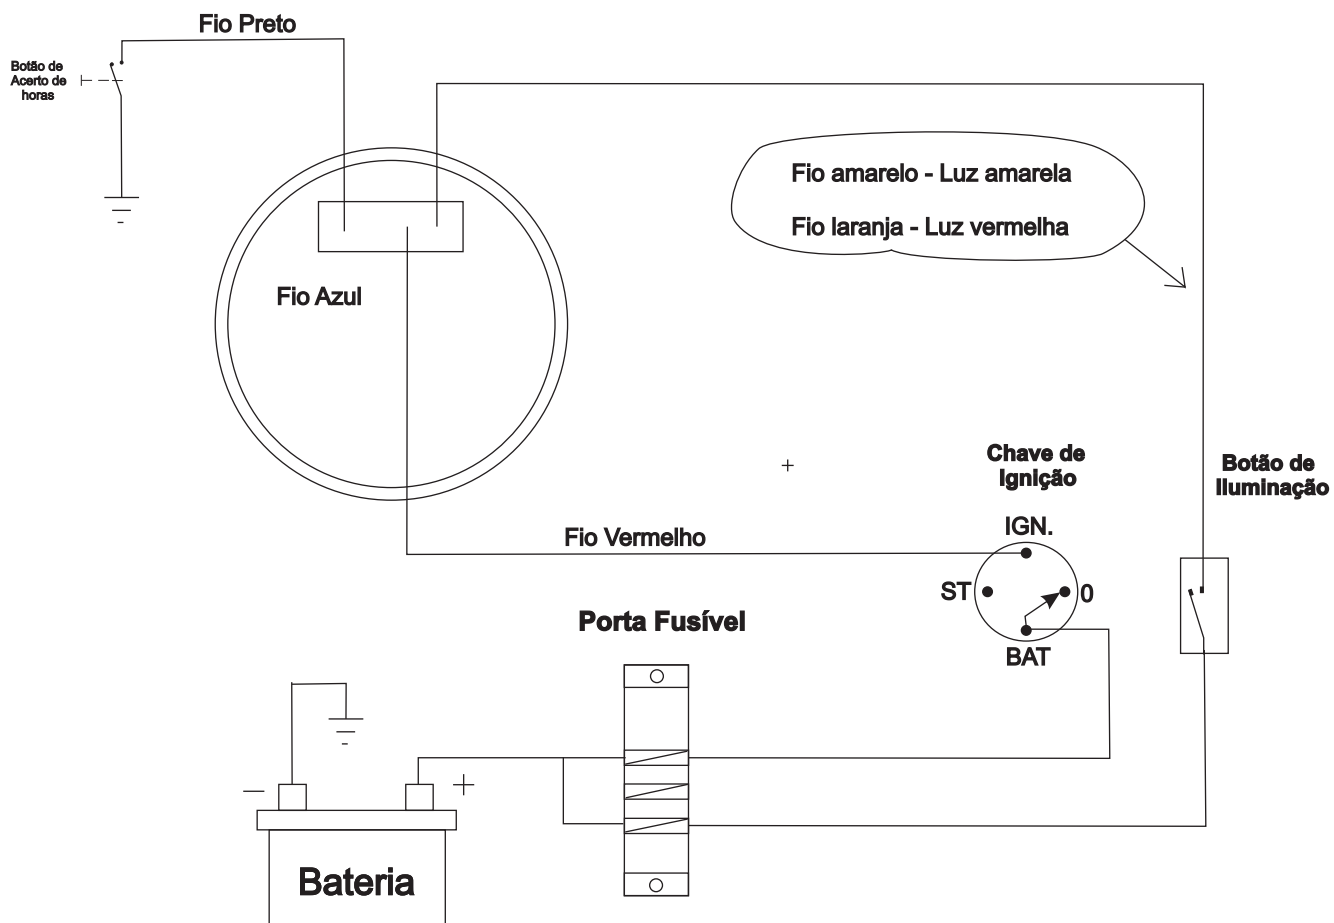 Fio Preto
Botão de
Acerto de
horas
Fio amarelo - Luz amarela
Fio laranja - Luz vermelha
Fio Azul
Chave de
Ignição
Botão de
Iluminação
IGN.
Fio Vermelho
ST
0
Porta Fusível
BAT
- +
Bateria